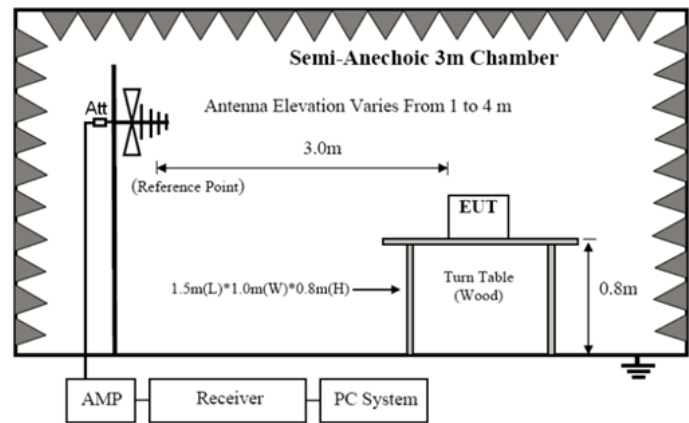 Semi-Anechoic 3m Chamber
Att
Antenna Elevation Varies From 1 to 4 m
3.0m
(Reference Point)
EUT
1.5m(L)*1.0m(W)*0.8m(H)
Turn Table
(Wood)
0.8m
AMP
Receiver
PC System